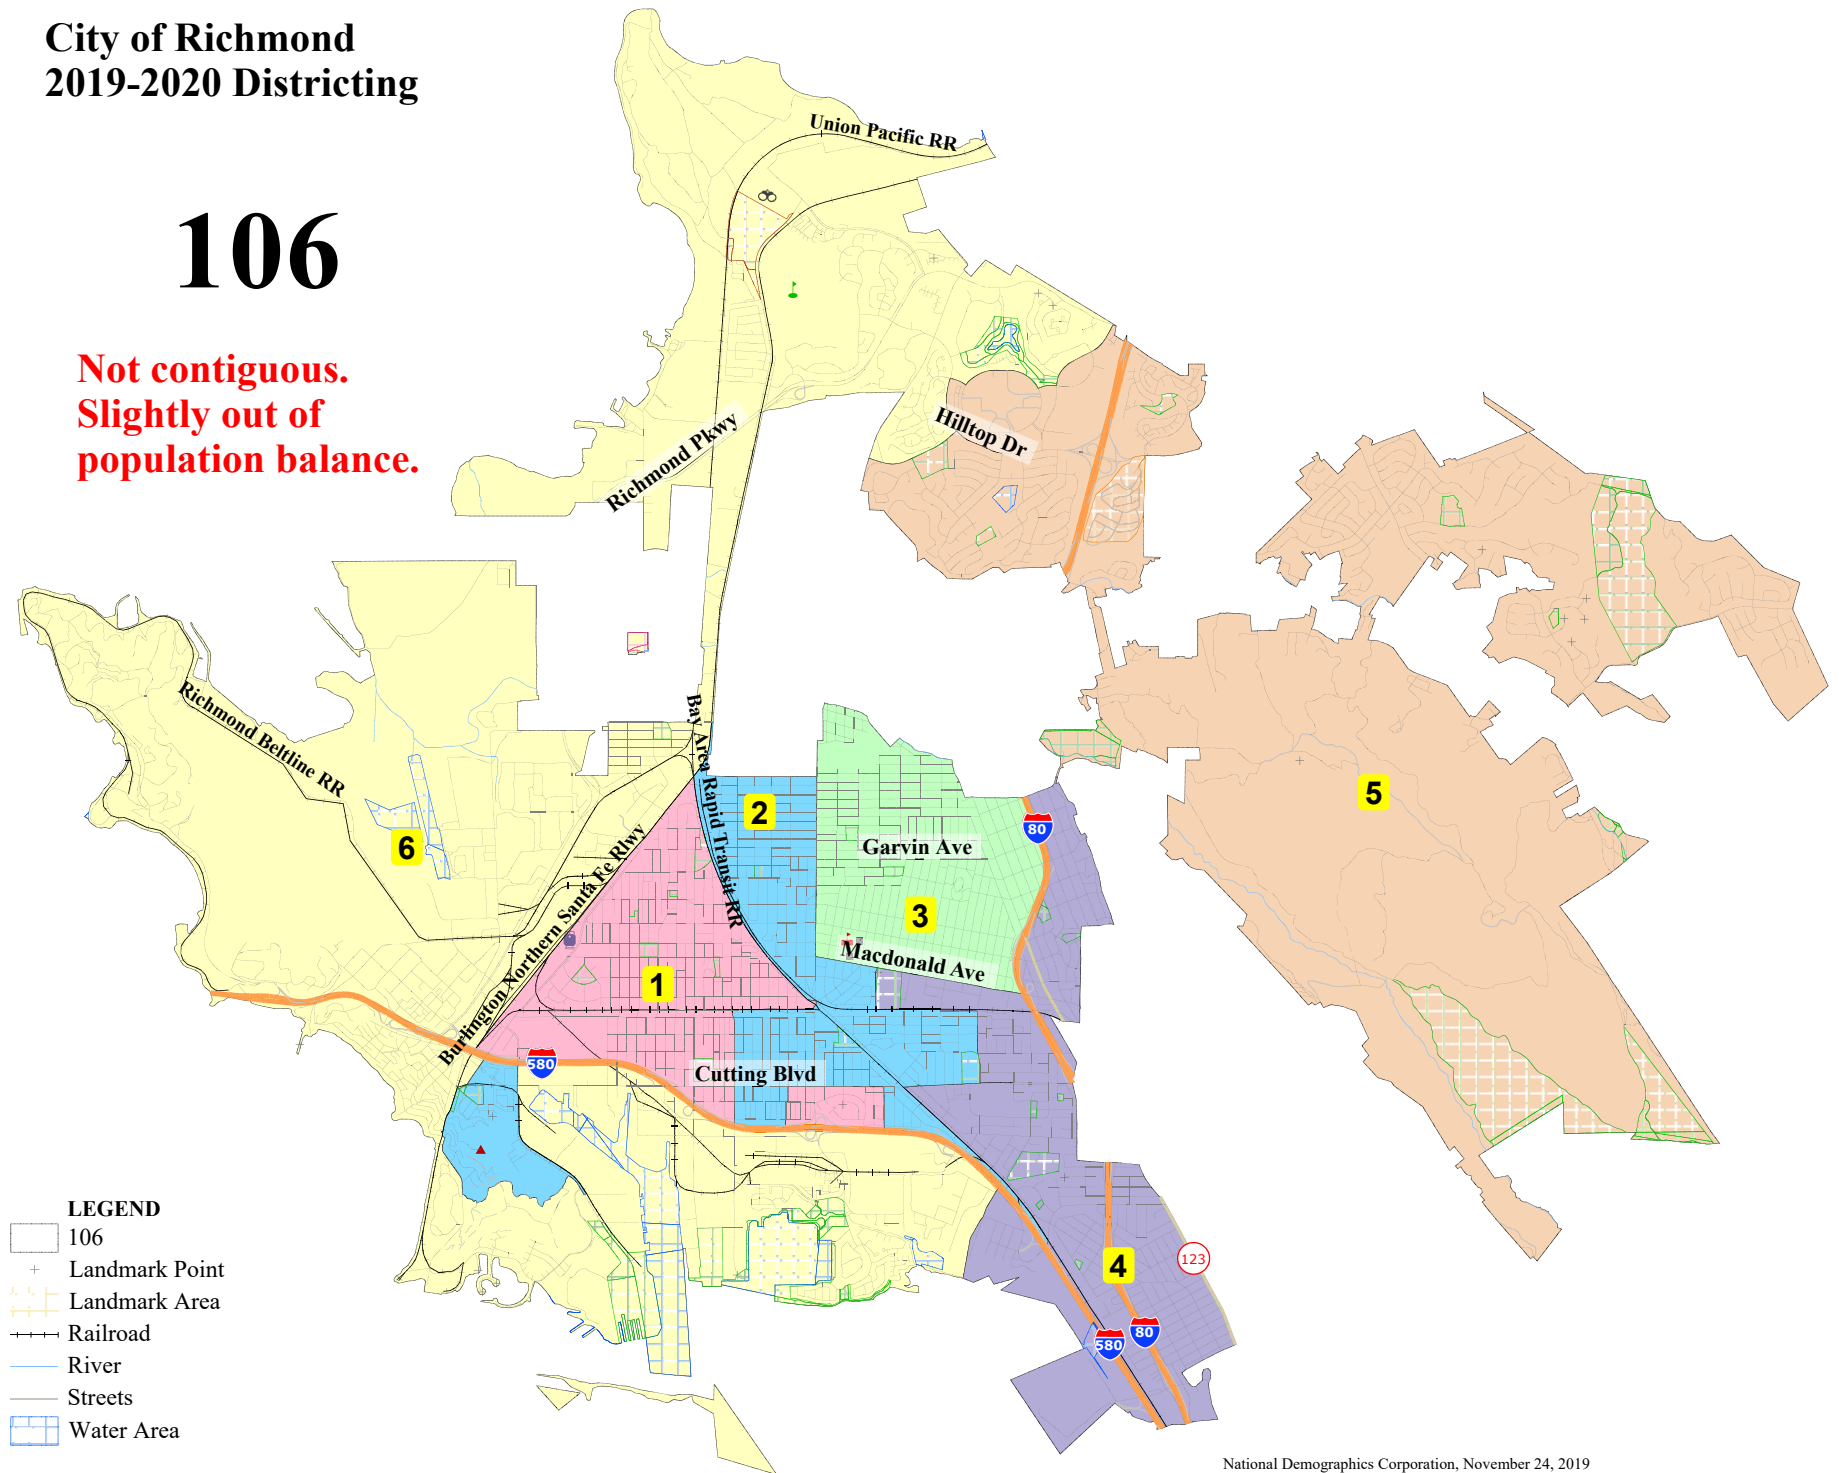 City of Richmond
2019-2020 Districting
106
Not contiguous.
Slightly out of
population balance.
Union Pacific RR
Richmond Pkwy
Hilltop Dr
Richmond Beltline RR
Bay Area Rapid Transit RR
Burlington Northern Santa Fe Rlwy
2
80
Garvin Ave
5
6
3
Macdonald Ave
1
580
Cutting Blvd
4
123
80
580
LEGEND
106
Landmark Point
Landmark Area
Railroad
River
Streets
Water Area
National Demographics Corporation, November 24, 2019